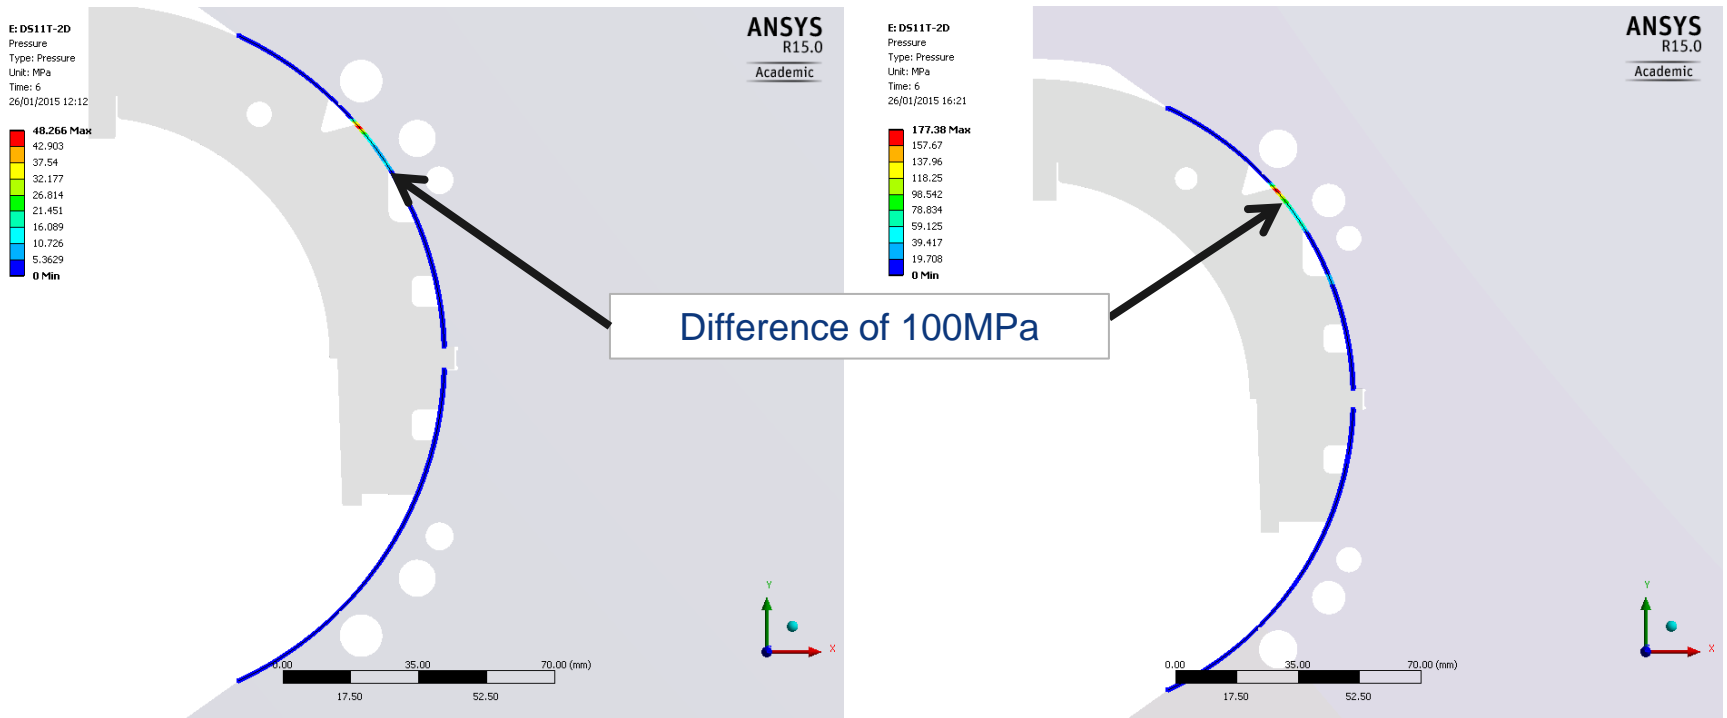 E: DS11T-2D
Pressure
Type: Pressure
Unit: MPa
Time: 6
26/01/2015 12:12
48.266 Max
42.903
37.54
32.177
26.814
21.451
16.089
10.726
5.3629
0 Min
ANSYS
R15.0
Academic
Y
X
0.00 35.00 70.00 (mm)
17.50 52.50
Difference of 100MPa
E: DS11T-2D
Pressure
Type: Pressure
Unit: MPa
Time: 6
26/01/2015 16:21
177.38 Max
157.67
137.96
118.25
98.542
78.834
59.125
39.417
19.708
0 Min
ANSYS
R15.0
Academic
Y
X
0.00 35.00 70.00 (mm)
17.50 52.50